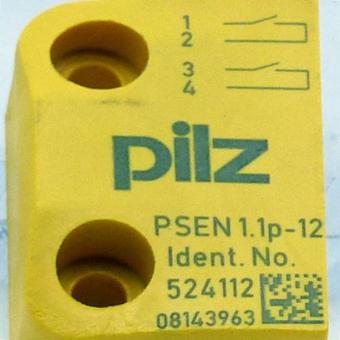 1
2
3
4
pilz
PSEN 1.1p-12
Ident. No.
524112
08143963